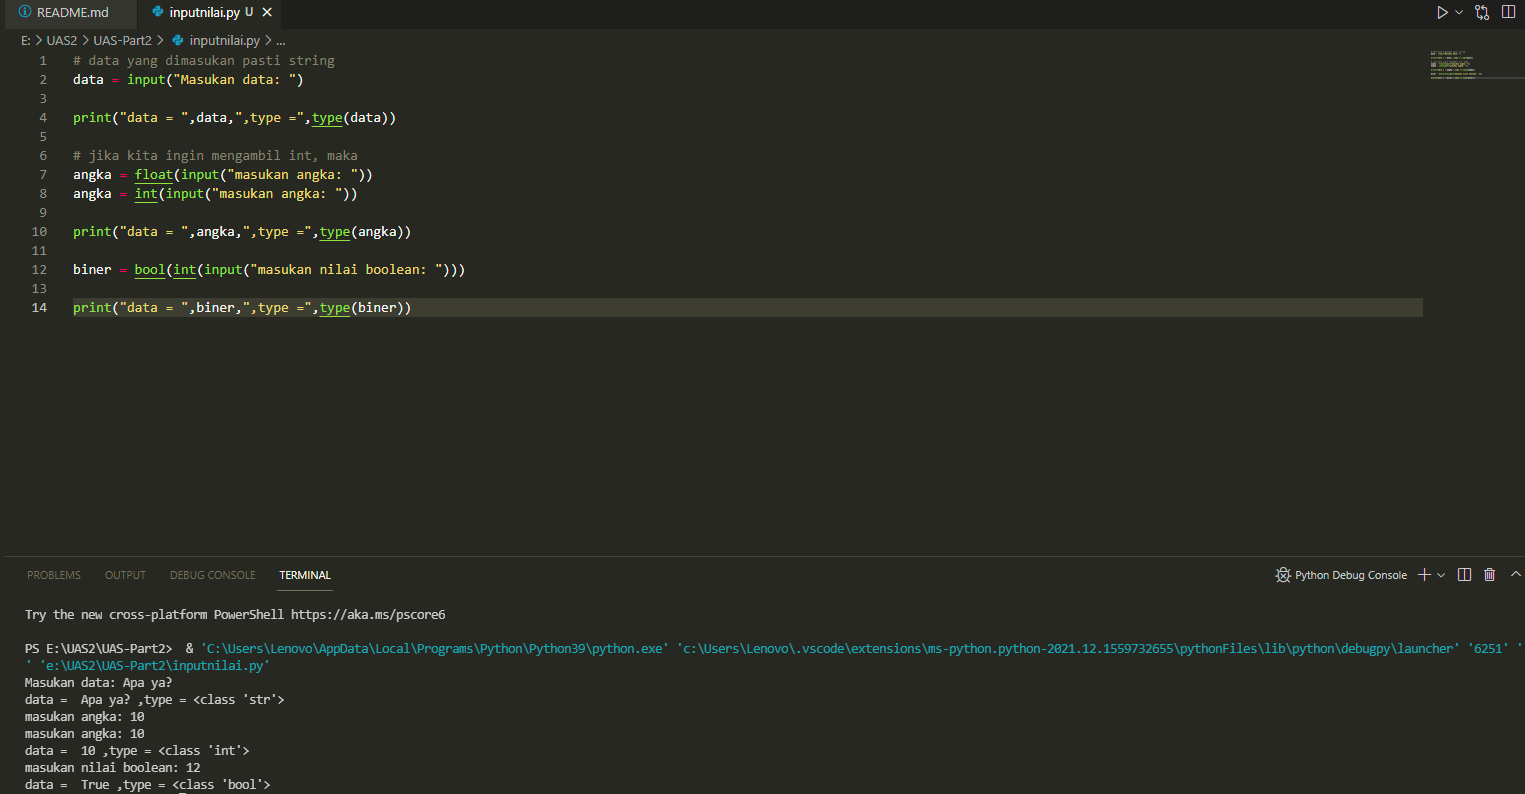 README.md inputnilai.py U
E: > UAS2 > UAS-Part2 > inputnilai.py > ...
1 # data yang dimasukan pasti string
2 data = input("Masukan data: ")
3
4 print("data = ",data,",type =",type(data))
5
6 # jika kita ingin mengambil int, maka
7 angka = float(input("masukan angka: "))
8 angka = int(input("masukan angka: "))
9
10 print("data = ",angka,",type =",type(angka))
11
12 biner = bool(int(input("masukan nilai boolean: ")))
13
14 print("data = ",biner,",type =",type(biner))
PROBLEMS OUTPUT DEBUG CONSOLE TERMINAL Python Debug Console
Try the new cross-platform PowerShell https://aka.ms/pscore6
PS E:\UAS2\UAS-Part2>  & 'C:\Users\Lenovo\AppData\Local\Programs\Python\Python39\python.exe' 'c:\Users\Lenovo\.vscode\extensions\ms-python.python-2021.12.1559732655\pythonFiles\lib\python\debugpy\launcher' '6251' '
' 'e:\UAS2\UAS-Part2\inputnilai.py'
Masukan data: Apa ya?
data =  Apa ya? ,type = <class 'str'>
masukan angka: 10
masukan angka: 10
data =  10 ,type = <class 'int'>
masukan nilai boolean: 12
data =  True ,type = <class 'bool'>